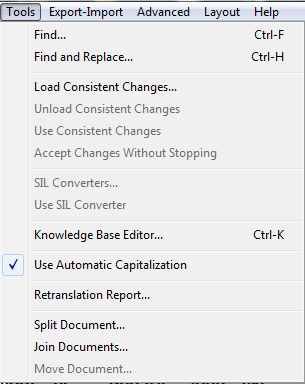 Tools Export-Import Advanced Layout Help
Find... Ctrl-F
Find and Replace... Ctrl-H
Load Consistent Changes...
Unload Consistent Changes
Use Consistent Changes
Accept Changes Without Stopping
SIL Converters...
Use SIL Converter
Knowledge Base Editor... Ctrl-K
Use Automatic Capitalization
Retranslation Report...
Split Document...
Join Documents...
Move Document...